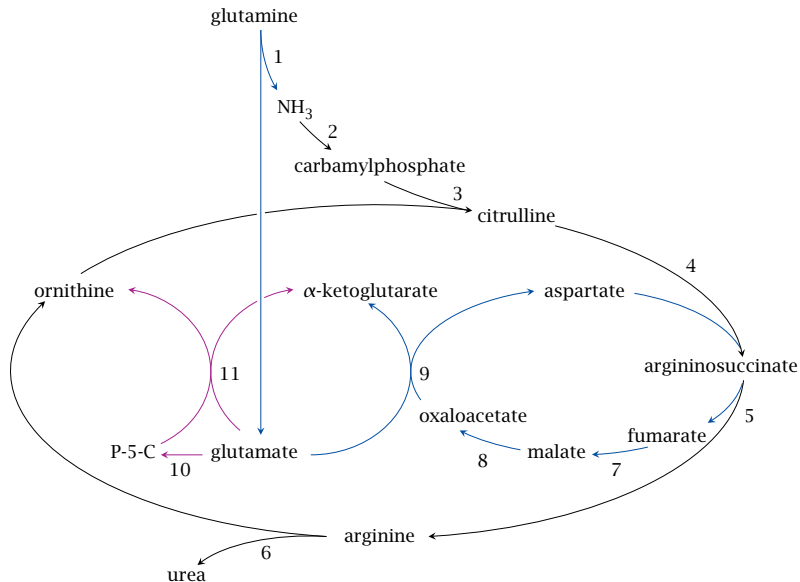 glutamine
1
NH3
2
carbamylphosphate
3
citrulline
4
ornithine
α-ketoglutarate
aspartate
argininosuccinate
11
9
oxaloacetate
5
fumarate
P-5-C
glutamate
malate
10
8
7
arginine
6
urea